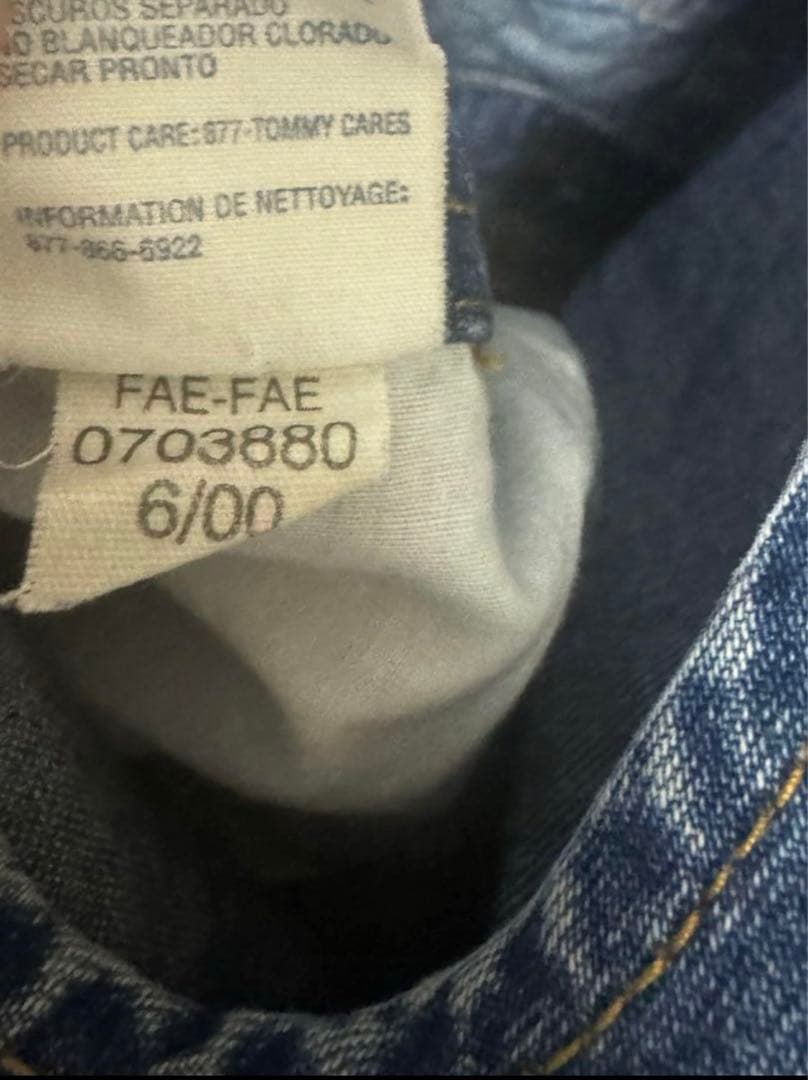 SCUROS SEPARADO
O BLANQUEADOR CLORADO
SECAR PRONTO
PRODUCT CARE:877-TOMMY CARES
INFORMATION DE NETTOYAGE:
877-866-6922
FAE-FAE
0703880
6/00